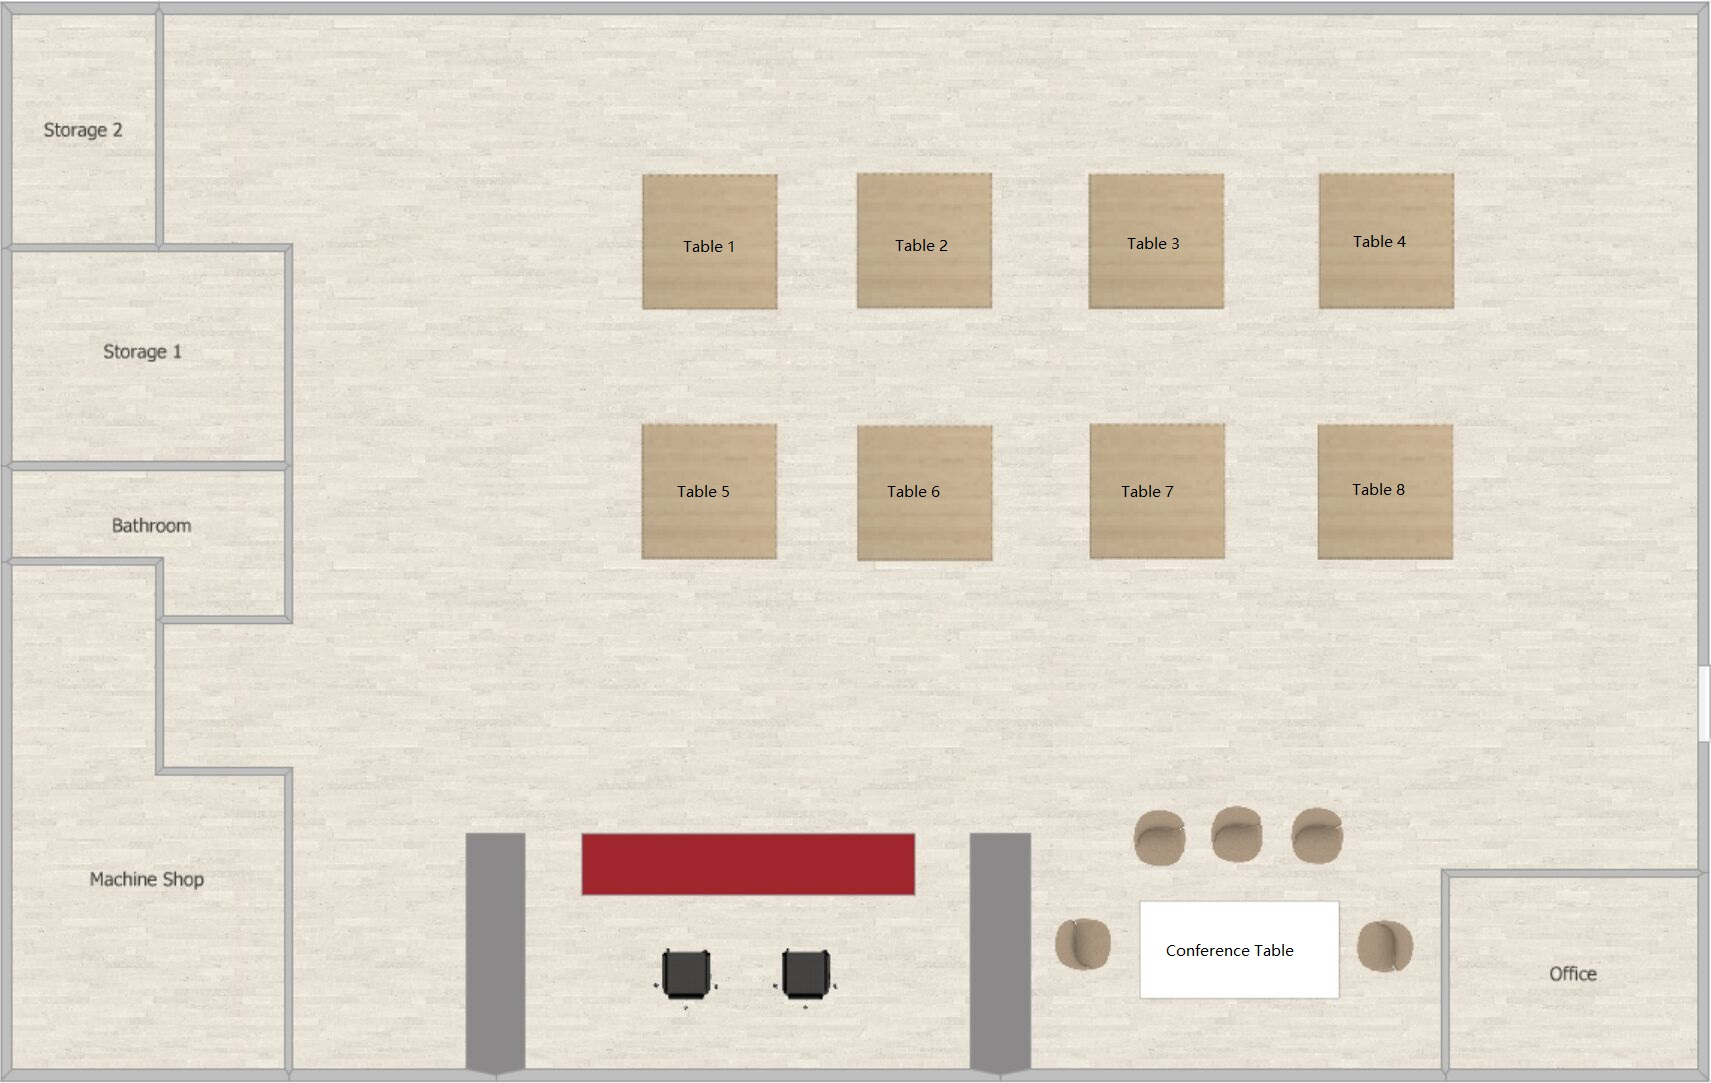 Storage 2
Table 1
Table 2
Table 3
Table 4
Storage 1
Table 5
Table 6
Table 7
Table 8
Bathroom
Machine Shop
Conference Table
Office